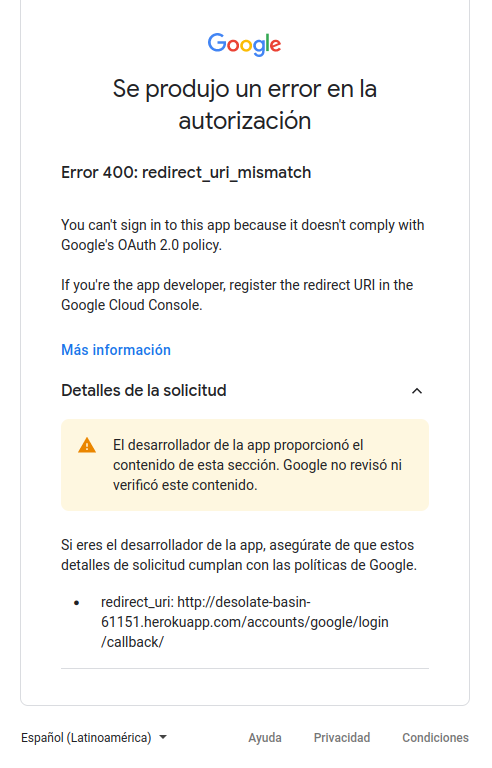 Google
Se produjo un error en la
autorización
Error 400: redirect_uri_mismatch
You can't sign in to this app because it doesn't comply with
Google's OAuth 2.0 policy.
If you're the app developer, register the redirect URI in the
Google Cloud Console.
Más información
Detalles de la solicitud
El desarrollador de la app proporcionó el
contenido de esta sección. Google no revisó ni
verificó este contenido.
Si eres el desarrollador de la app, asegúrate de que estos
detalles de solicitud cumplan con las políticas de Google.
• redirect_uri: http://desolate-basin-
61151.herokuapp.com/accounts/google/login
/callback/
Español (Latinoamérica) Ayuda Privacidad Condiciones